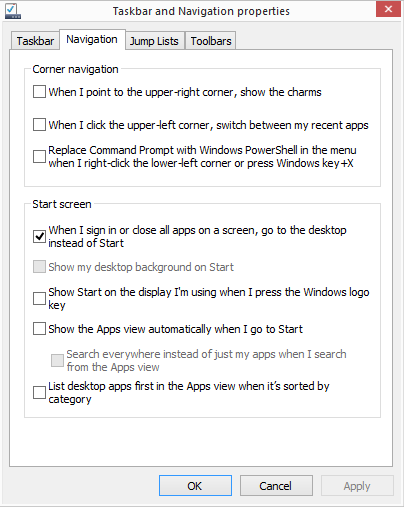 Taskbar and Navigation properties
Taskbar Navigation Jump Lists Toolbars
Corner navigation
When I point to the upper-right corner, show the charms
When I click the upper-left corner, switch between my recent apps
Replace Command Prompt with Windows PowerShell in the menu
when I right-click the lower-left corner or press Windows key+X
Start screen
When I sign in or close all apps on a screen, go to the desktop
instead of Start
Show my desktop background on Start
Show Start on the display I'm using when I press the Windows logo
key
Show the Apps view automatically when I go to Start
Search everywhere instead of just my apps when I search
from the Apps view
List desktop apps first in the Apps view when it's sorted by
category
OK Cancel Apply